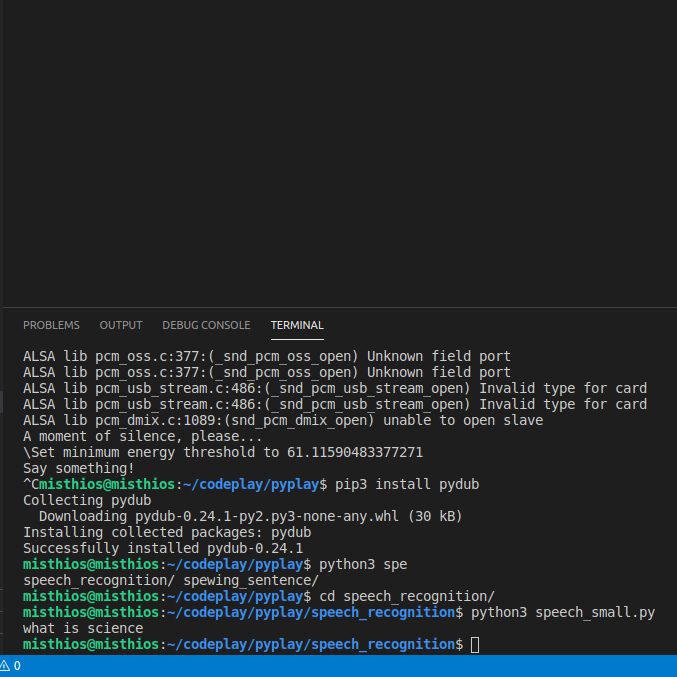 PROBLEMS OUTPUT DEBUG CONSOLE TERMINAL
ALSA lib pcm_oss.c:377:(_snd_pcm_oss_open) Unknown field port
ALSA lib pcm_oss.c:377:(_snd_pcm_oss_open) Unknown field port
ALSA lib pcm_usb_stream.c:486:(_snd_pcm_usb_stream_open) Invalid type for card
ALSA lib pcm_usb_stream.c:486:(_snd_pcm_usb_stream_open) Invalid type for card
ALSA lib pcm_dmix.c:1089:(snd_pcm_dmix_open) unable to open slave
A moment of silence, please...
\Set minimum energy threshold to 61.11590483377271
Say something!
^Cmisthios@misthios:~/codeplay/pyplay$ pip3 install pydub
Collecting pydub
  Downloading pydub-0.24.1-py2.py3-none-any.whl (30 kB)
Installing collected packages: pydub
Successfully installed pydub-0.24.1
misthios@misthios:~/codeplay/pyplay$ python3 spe
speech_recognition/ spewing_sentence/
misthios@misthios:~/codeplay/pyplay$ cd speech_recognition/
misthios@misthios:~/codeplay/pyplay/speech_recognition$ python3 speech_small.py
what is science
misthios@misthios:~/codeplay/pyplay/speech_recognition$
0